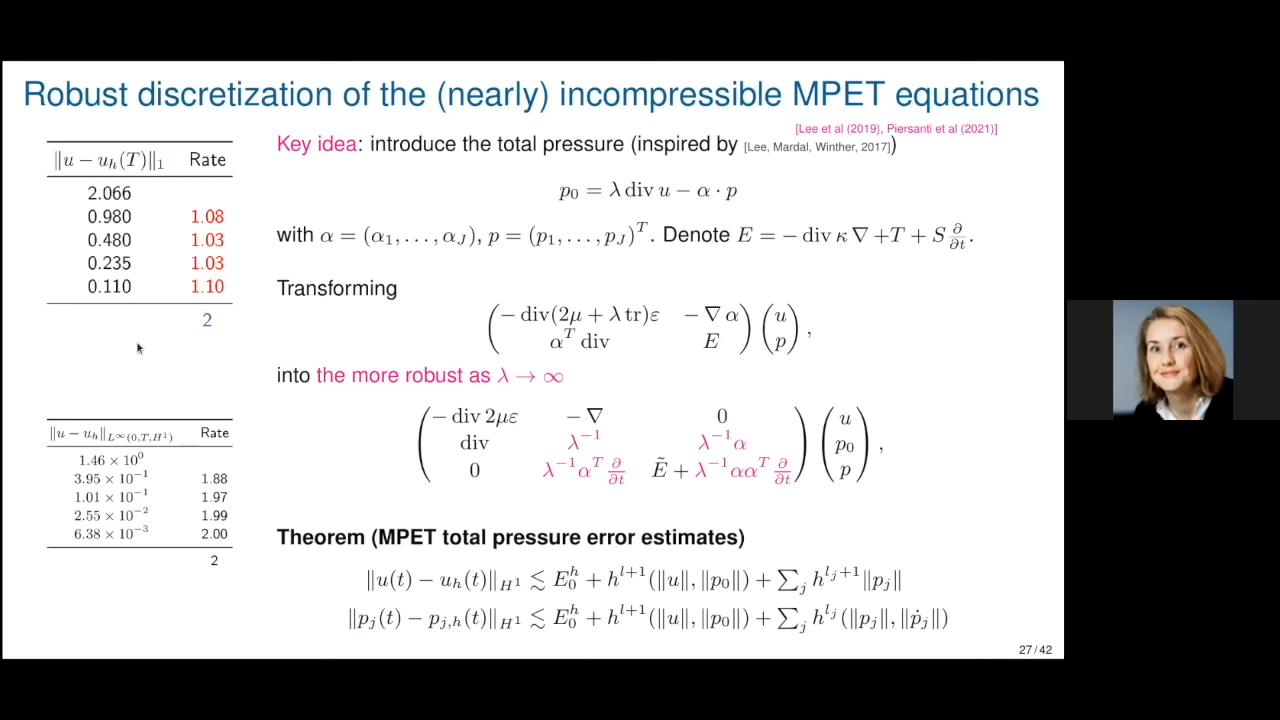 Robust discretization of the (nearly) incompressible MPET equations
[Lee et al (2019), Piersanti et al (2021)]
‖u − u_h(T)‖_1 Rate
2.066
0.980 1.08
0.480 1.03
0.235 1.03
0.110 1.10
2
‖u − u_h‖_{L^∞(0,T,H^1)} Rate
1.46 × 10^0
3.95 × 10^{−1} 1.88
1.01 × 10^{−1} 1.97
2.55 × 10^{−2} 1.99
6.38 × 10^{−3} 2.00
2
Key idea: introduce the total pressure (inspired by [Lee, Mardal, Winther, 2017])
p_0 = λ div u − α · p
with α = (α_1, . . . , α_J), p = (p_1, . . . , p_J)^T. Denote E = − div κ ∇ +T + S ∂/∂t.
Transforming
( − div(2μ + λ tr)ε − ∇ α ) ( u )
( α^T div E ) ( p ) ,
into the more robust as λ → ∞
( − div 2με − ∇ 0 ) ( u )
( div λ^{−1} λ^{−1}α ) ( p_0 ) ,
( 0 λ^{−1}α^T ∂/∂t Ẽ + λ^{−1}αα^T ∂/∂t ) ( p )
Theorem (MPET total pressure error estimates)
‖u(t) − u_h(t)‖_{H^1} ≲ E_0^h + h^{l+1}(‖u‖, ‖p_0‖) + ∑_j h^{l_j+1}‖p_j‖
‖p_j(t) − p_{j,h}(t)‖_{H^1} ≲ E_0^h + h^{l+1}(‖u‖, ‖p_0‖) + ∑_j h^{l_j}(‖p_j‖, ‖ṗ_j‖)
27 / 42